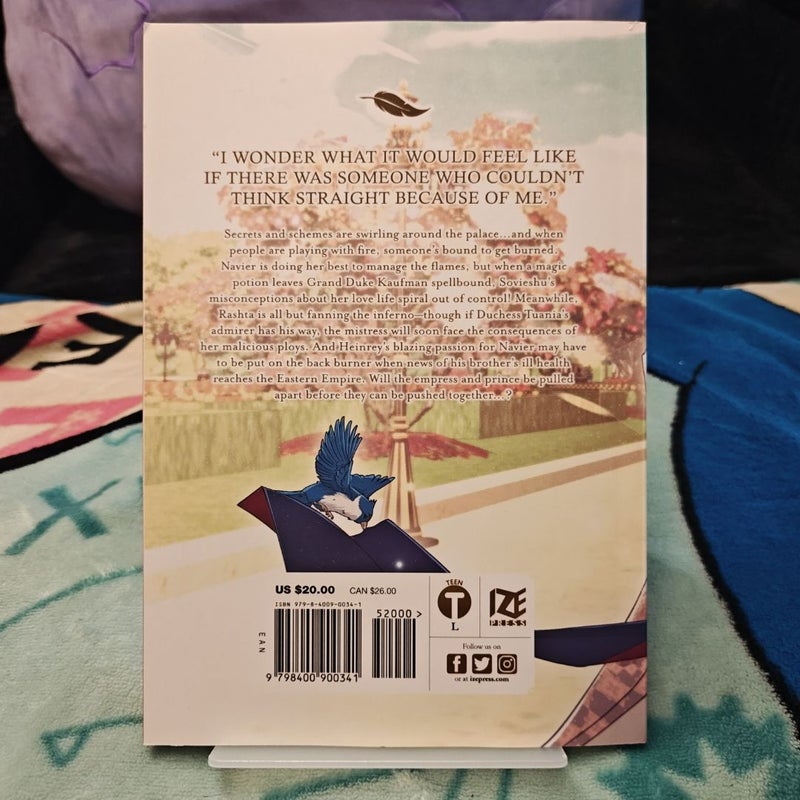 “I WONDER WHAT IT WOULD FEEL LIKE
IF THERE WAS SOMEONE WHO COULDN’T
THINK STRAIGHT BECAUSE OF ME.”
Secrets and schemes are swirling around the palace...and when
people are playing with fire, someone’s bound to get burned.
Navier is doing her best to manage the flames, but when a magic
potion leaves Grand Duke Kaufman spellbound, Sovieshu’s
misconceptions about her love life spiral out of control! Meanwhile,
Rashta is all but fanning the inferno—though if Duchess Tuania’s
admirer has his way, the mistress will soon face the consequences of
her malicious ploys. And Heinrey’s blazing passion for Navier may have
to be put on the back burner when news of his brother’s ill health
reaches the Eastern Empire. Will the empress and prince be pulled
apart before they can be pushed together...?
US $20.00 CAN $26.00
ISBN 979-8-4009-0034-1
52000 >
EAN
9 798400 900341
TEEN
T
L
IZE
PRESS
Follow us on
or at izepress.com